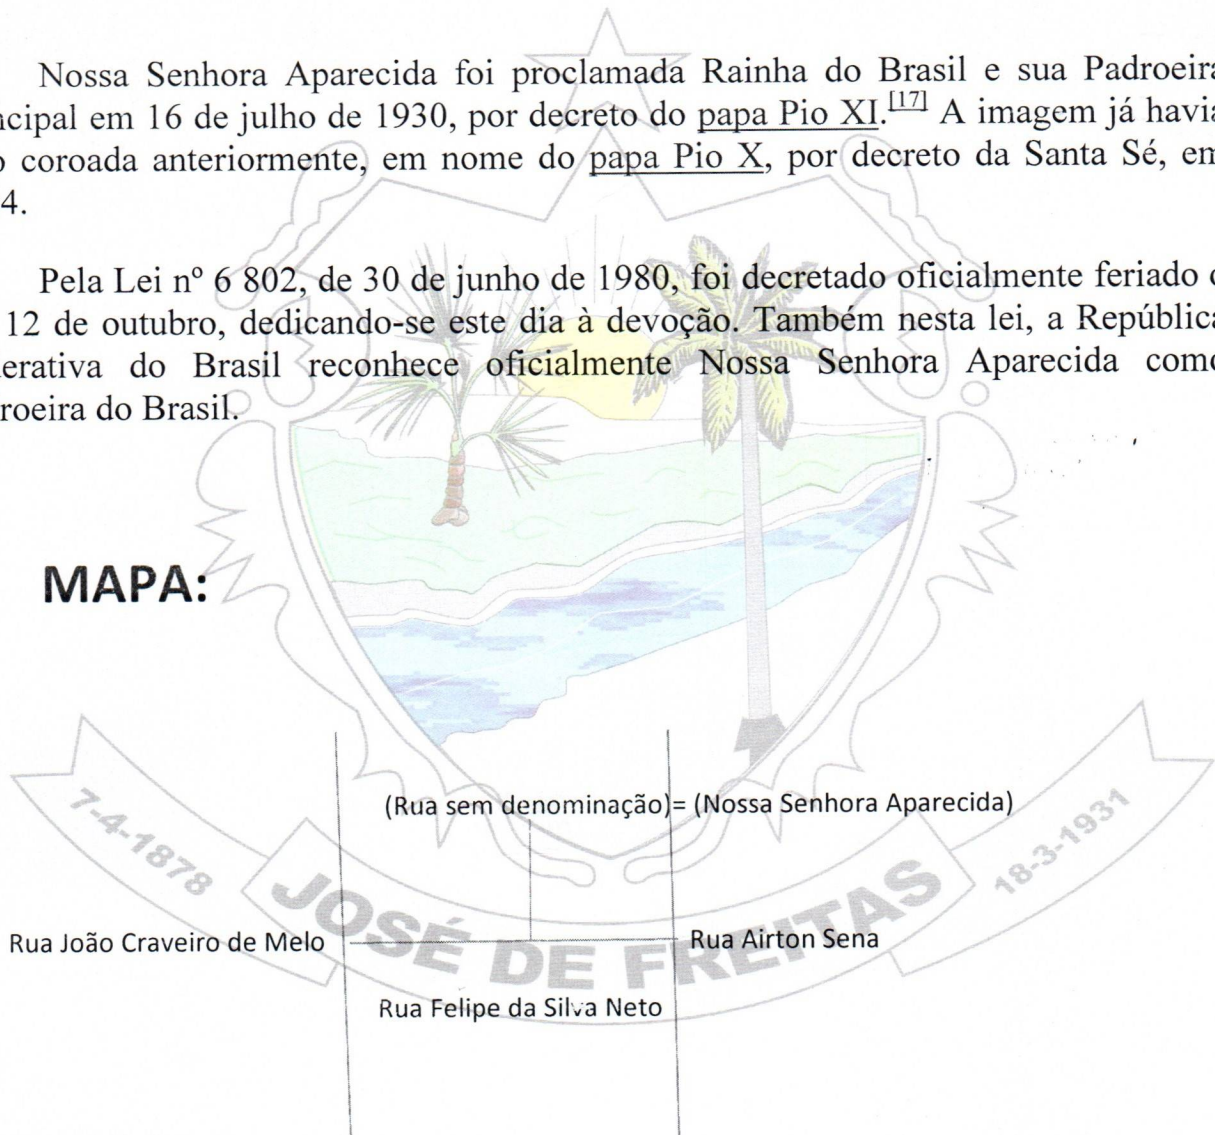 Nossa Senhora Aparecida foi proclamada Rainha do Brasil e sua Padroeira
ncipal em 16 de julho de 1930, por decreto do papa Pio XI.[17] A imagem já havia
o coroada anteriormente, em nome do papa Pio X, por decreto da Santa Sé, em
4.
Pela Lei nº 6 802, de 30 de junho de 1980, foi decretado oficialmente feriado o
12 de outubro, dedicando-se este dia à devoção. Também nesta lei, a República
erativa do Brasil reconhece oficialmente Nossa Senhora Aparecida como
roeira do Brasil.
MAPA:
(Rua sem denominação)= (Nossa Senhora Aparecida)
7-4-1878
JOSÉ DE FREITAS
18-3-1931
Rua João Craveiro de Melo
Rua Airton Sena
Rua Felipe da Silva Neto